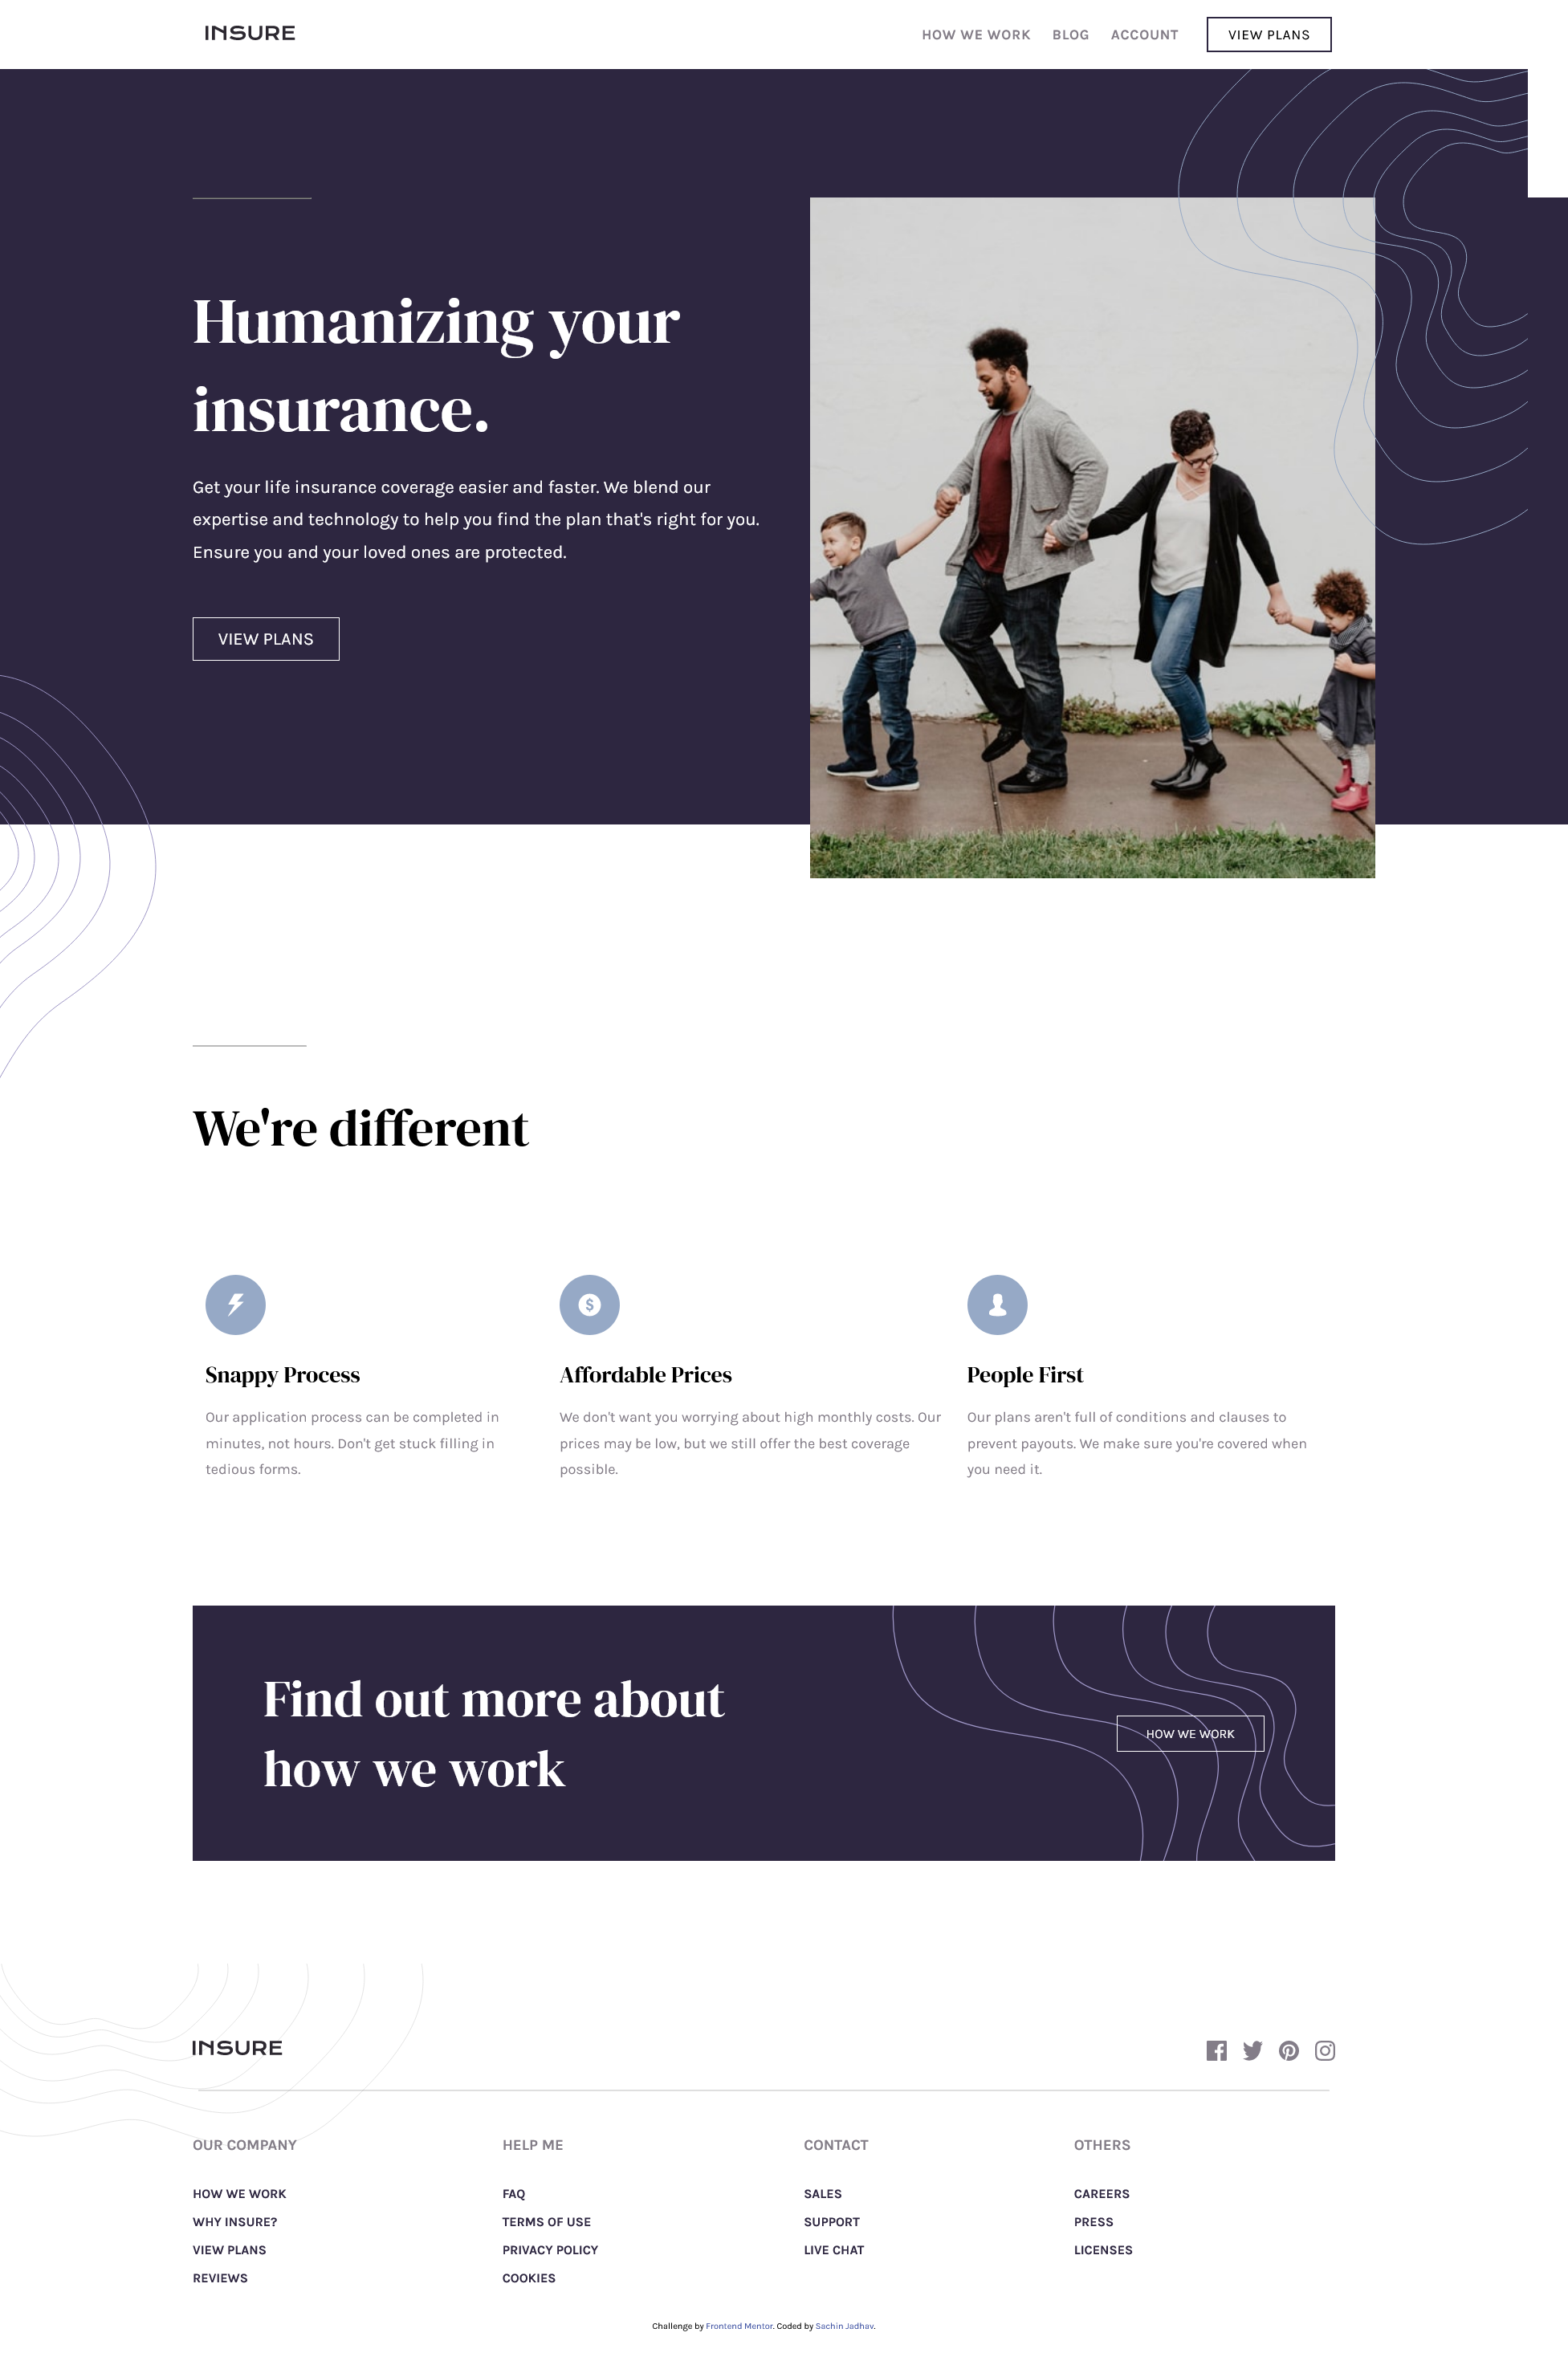 INSURE
HOW WE WORK BLOG ACCOUNT VIEW PLANS
Humanizing your
insurance.
Get your life insurance coverage easier and faster. We blend our
expertise and technology to help you find the plan that's right for you.
Ensure you and your loved ones are protected.
VIEW PLANS
We're different
Snappy Process
Our application process can be completed in
minutes, not hours. Don't get stuck filling in
tedious forms.
Affordable Prices
We don't want you worrying about high monthly costs. Our
prices may be low, but we still offer the best coverage
possible.
People First
Our plans aren't full of conditions and clauses to
prevent payouts. We make sure you're covered when
you need it.
Find out more about
how we work
HOW WE WORK
INSURE
OUR COMPANY
HOW WE WORK
WHY INSURE?
VIEW PLANS
REVIEWS
HELP ME
FAQ
TERMS OF USE
PRIVACY POLICY
COOKIES
CONTACT
SALES
SUPPORT
LIVE CHAT
OTHERS
CAREERS
PRESS
LICENSES
Challenge by Frontend Mentor. Coded by Sachin Jadhav.